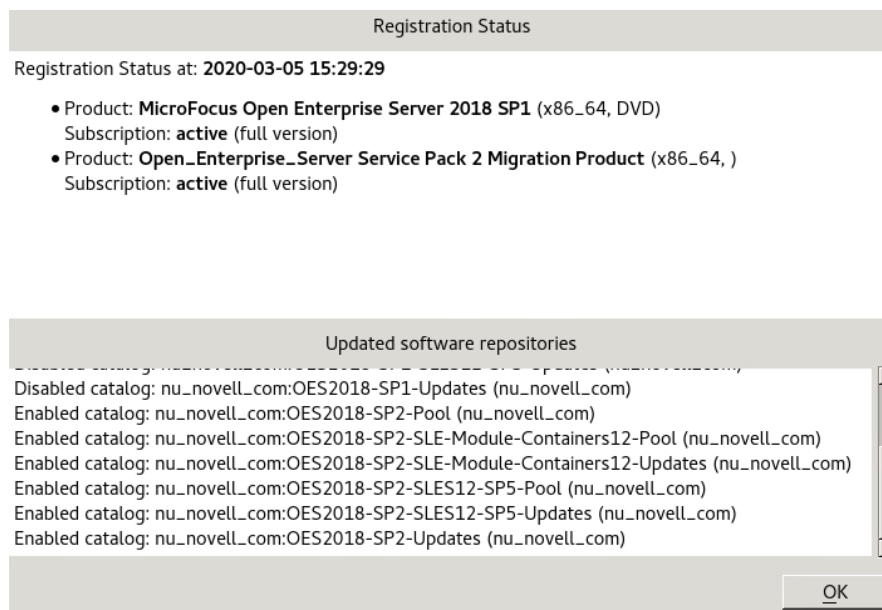 Registration Status
Registration Status at: 2020-03-05 15:29:29
• Product: MicroFocus Open Enterprise Server 2018 SP1 (x86_64, DVD)
Subscription: active (full version)
• Product: Open_Enterprise_Server Service Pack 2 Migration Product (x86_64, )
Subscription: active (full version)
Updated software repositories
Disabled catalog: nu_novell_com:OES2018-SP1-Updates (nu_novell_com)
Enabled catalog: nu_novell_com:OES2018-SP2-Pool (nu_novell_com)
Enabled catalog: nu_novell_com:OES2018-SP2-SLE-Module-Containers12-Pool (nu_novell_com)
Enabled catalog: nu_novell_com:OES2018-SP2-SLE-Module-Containers12-Updates (nu_novell_com)
Enabled catalog: nu_novell_com:OES2018-SP2-SLES12-SP5-Pool (nu_novell_com)
Enabled catalog: nu_novell_com:OES2018-SP2-SLES12-SP5-Updates (nu_novell_com)
Enabled catalog: nu_novell_com:OES2018-SP2-Updates (nu_novell_com)
OK